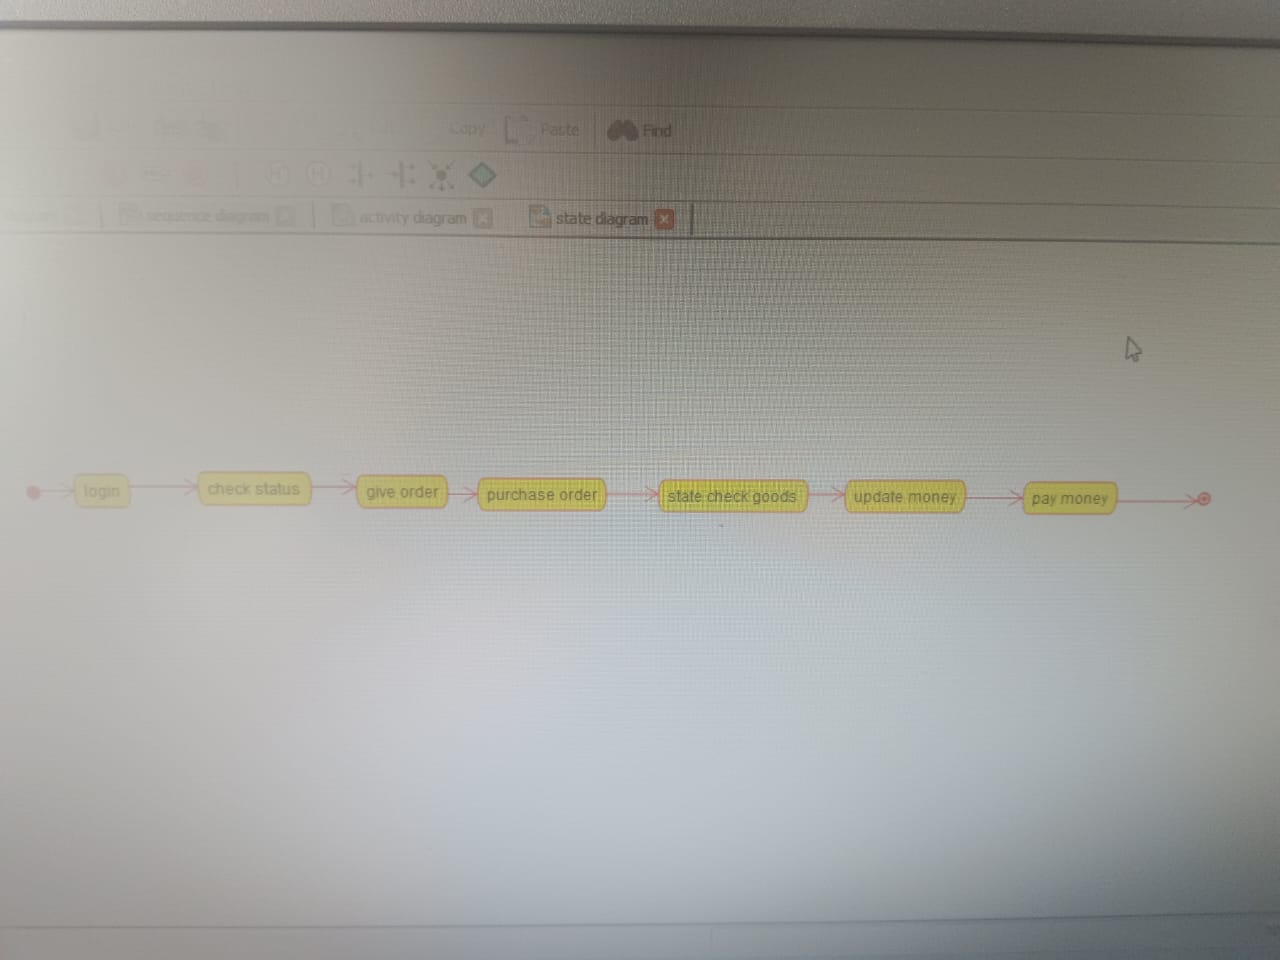 Copy Paste Find
sequence diagram activity diagram state diagram
login check status give order purchase order state check goods update money pay money